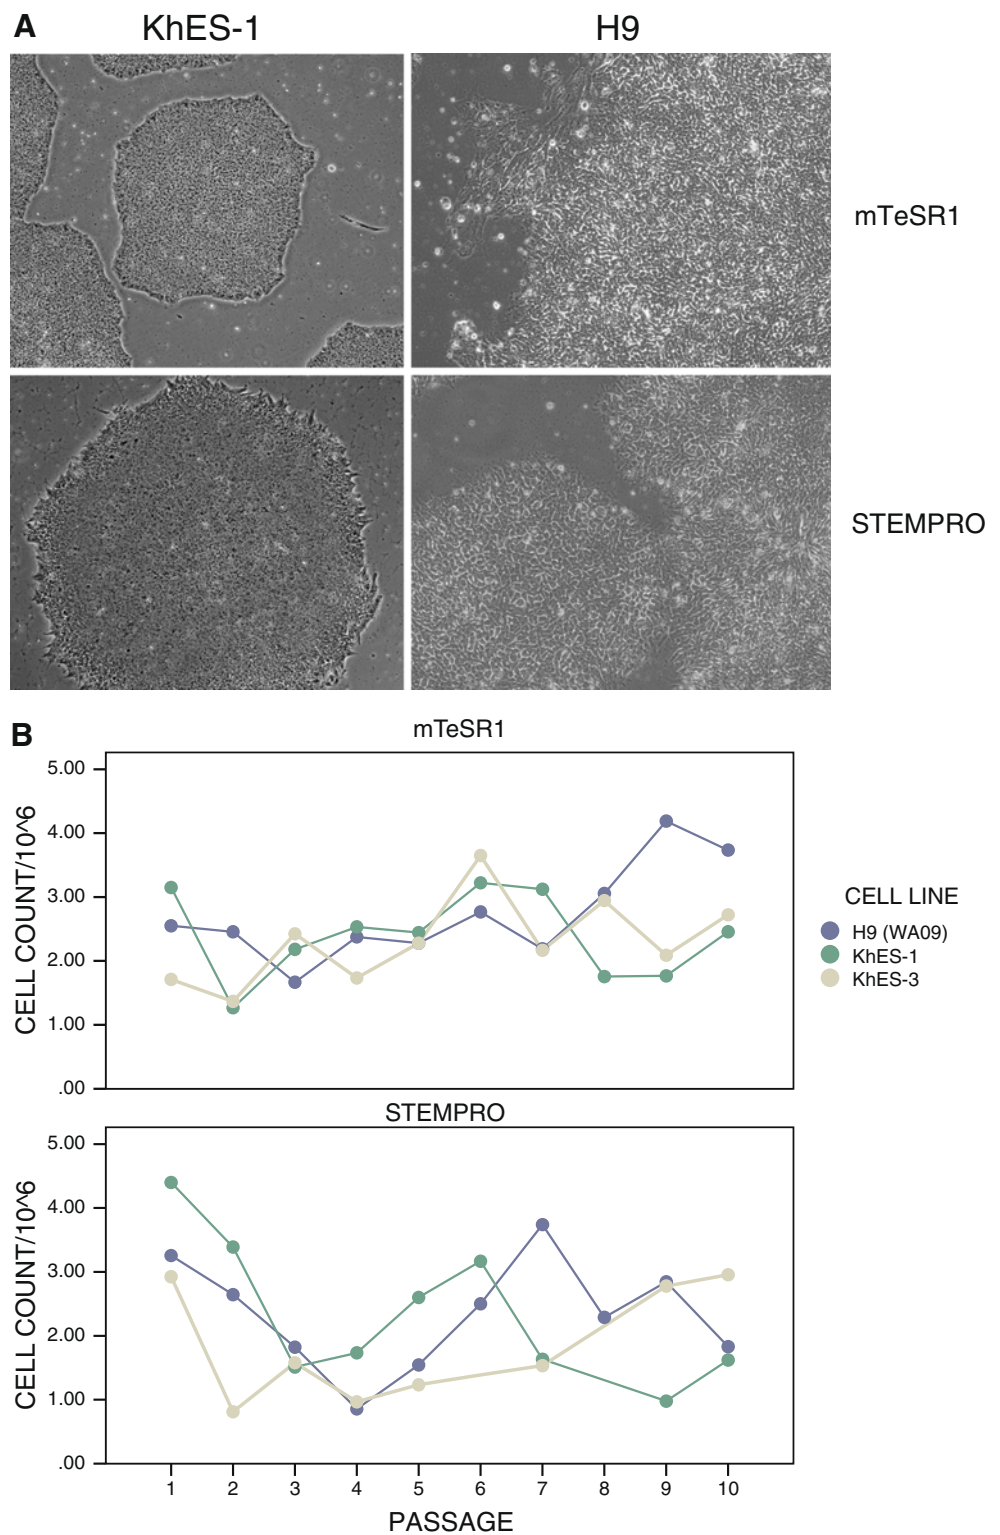 A
KhES-1
H9
mTeSR1
STEMPRO
B
mTeSR1
5.00
4.00
3.00
2.00
1.00
.00
CELL COUNT/10^6
CELL LINE
H9 (WA09)
KhES-1
KhES-3
STEMPRO
5.00
4.00
3.00
2.00
1.00
.00
CELL COUNT/10^6
1 2 3 4 5 6 7 8 9 10
PASSAGE